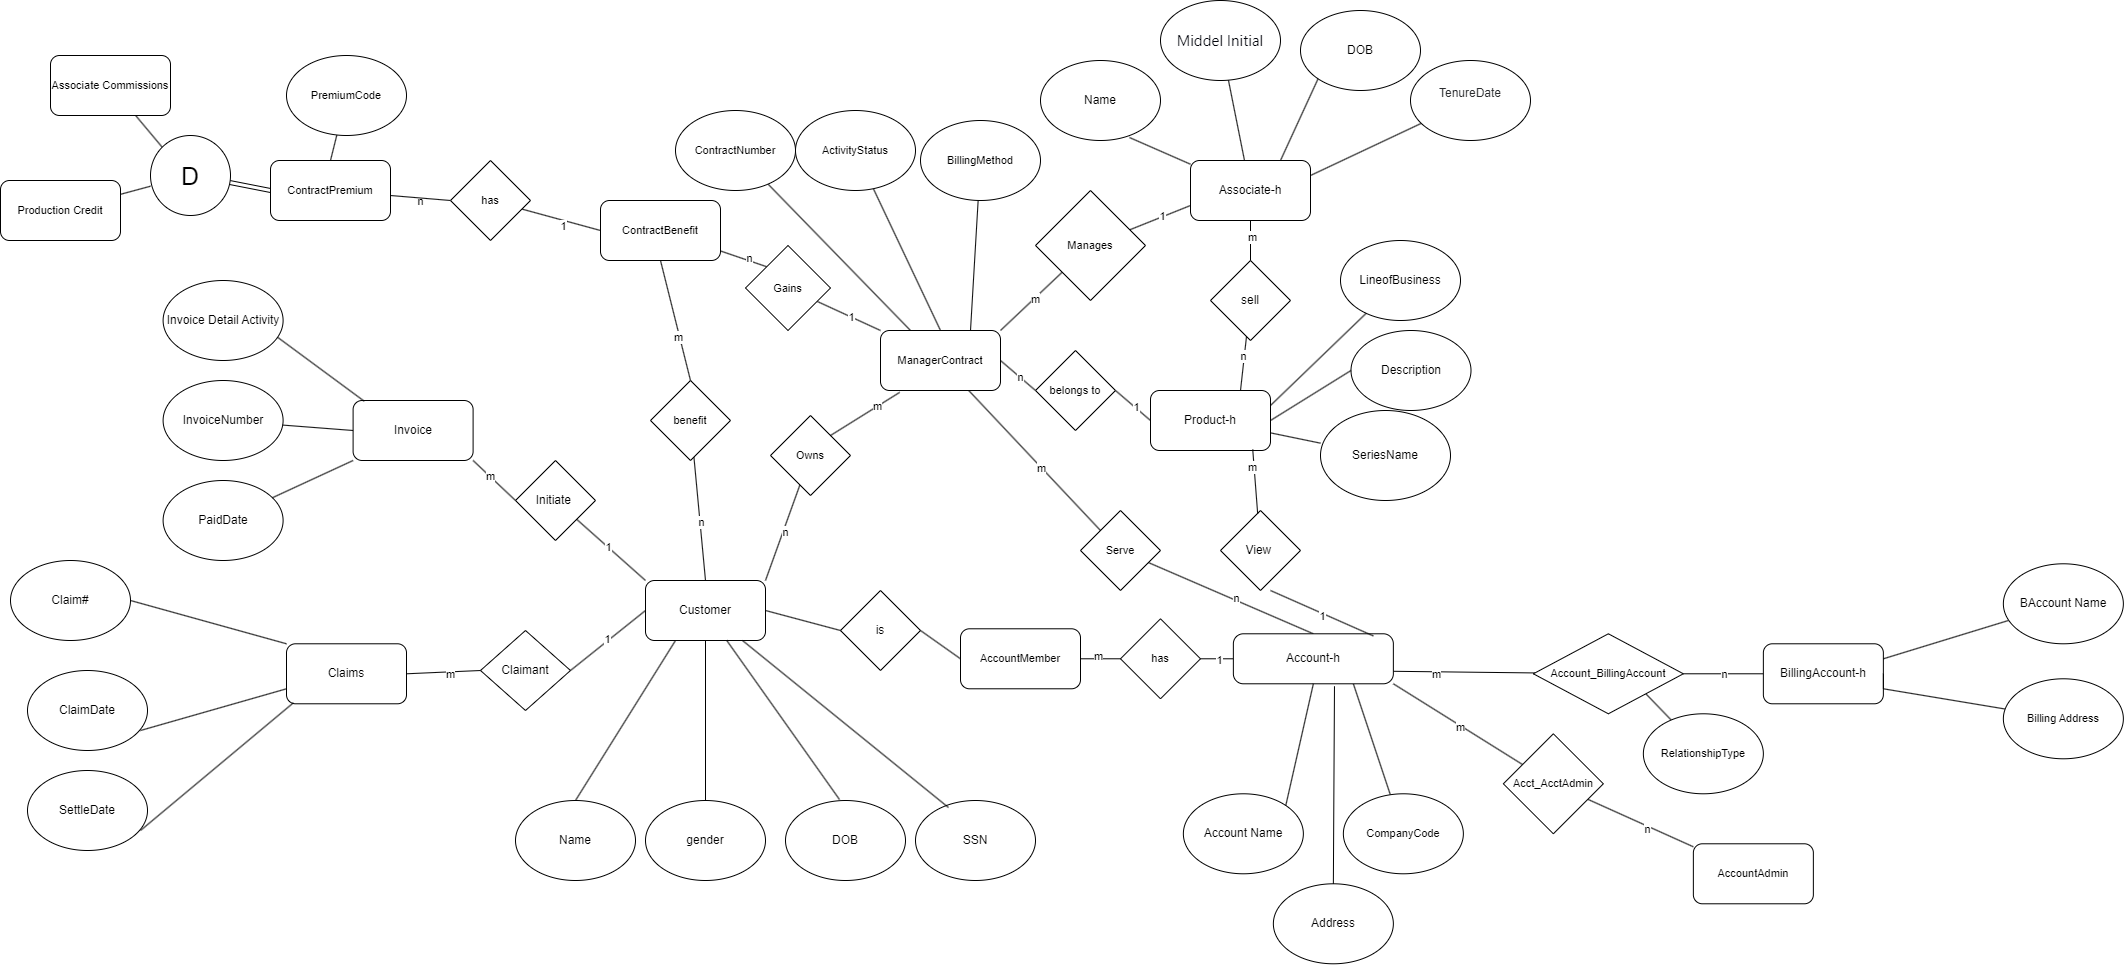 Middel Initial
DOB
Associate Commissions
PremiumCode
Name
TenureDate
ContractNumber
ActivityStatus
BillingMethod
D
ContractPremium
has
Associate-h
Production Credit
n
1
ContractBenefit
1
Manages
m
n
Gains
sell
LineofBusiness
m
1
Invoice Detail Activity
m
ManagerContract
n
Description
n
belongs to
1
m
InvoiceNumber
Invoice
benefit
Product-h
Owns
SeriesName
m
m
m
Initiate
PaidDate
n
n
1
Serve
View
Claim#
n
BAccount Name
Customer
is
1
1
AccountMember
m
has
1
Account-h
Claims
m
Claimant
m
Account_BillingAccount
n
BillingAccount-h
ClaimDate
m
Billing Address
RelationshipType
Acct_AcctAdmin
SettleDate
n
Name
gender
DOB
SSN
Account Name
CompanyCode
AccountAdmin
Address